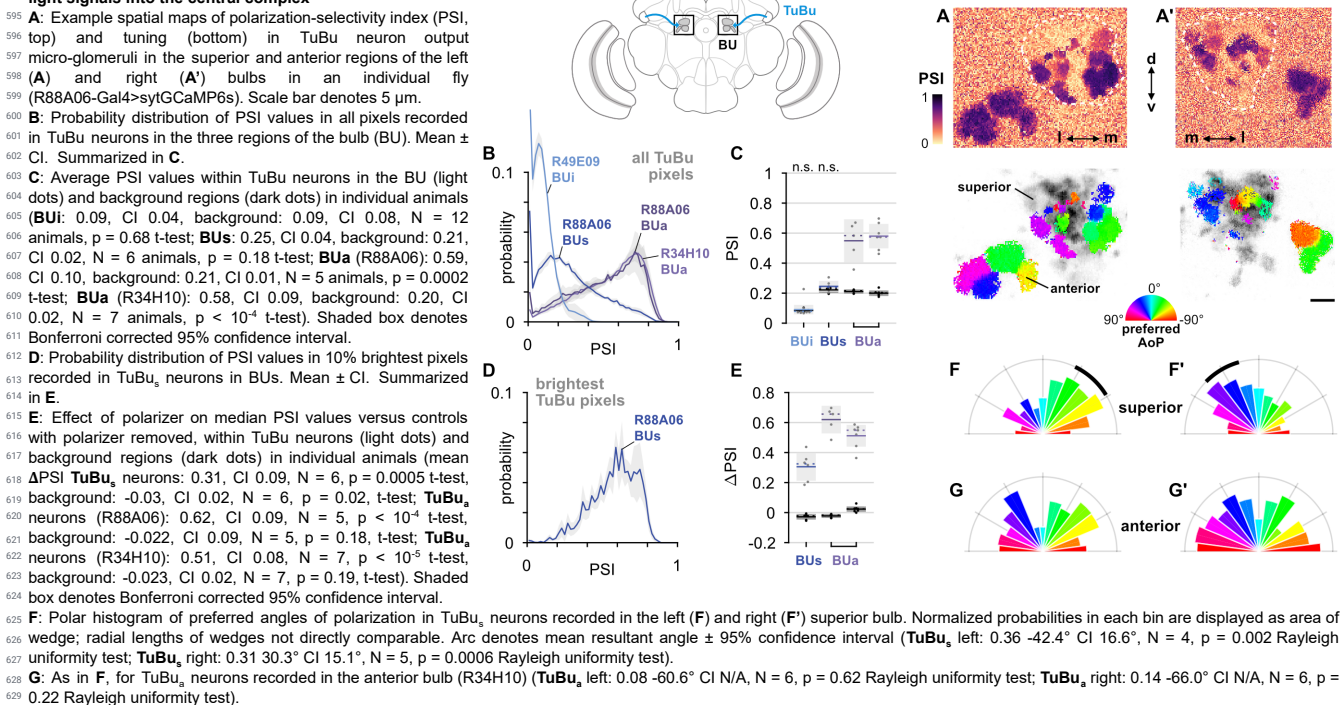 light signals into the central complex
595 A: Example spatial maps of polarization-selectivity index (PSI,
596 top) and tuning (bottom) in TuBu neuron output
597 micro-glomeruli in the superior and anterior regions of the left
598 (A) and right (A') bulbs in an individual fly
599 (R88A06-Gal4>sytGCaMP6s). Scale bar denotes 5 μm.
600 B: Probability distribution of PSI values in all pixels recorded
601 in TuBu neurons in the three regions of the bulb (BU). Mean ±
602 CI. Summarized in C.
603 C: Average PSI values within TuBu neurons in the BU (light
604 dots) and background regions (dark dots) in individual animals
605 (BUi: 0.09, CI 0.04, background: 0.09, CI 0.08, N = 12
606 animals, p = 0.68 t-test; BUs: 0.25, CI 0.04, background: 0.21,
607 CI 0.02, N = 6 animals, p = 0.18 t-test; BUa (R88A06): 0.59,
608 CI 0.10, background: 0.21, CI 0.01, N = 5 animals, p = 0.0002
609 t-test; BUa (R34H10): 0.58, CI 0.09, background: 0.20, CI
610 0.02, N = 7 animals, p < 10-4 t-test). Shaded box denotes
611 Bonferroni corrected 95% confidence interval.
612 D: Probability distribution of PSI values in 10% brightest pixels
613 recorded in TuBus neurons in BUs. Mean ± CI. Summarized
614 in E.
615 E: Effect of polarizer on median PSI values versus controls
616 with polarizer removed, within TuBu neurons (light dots) and
617 background regions (dark dots) in individual animals (mean
618 ΔPSI TuBus neurons: 0.31, CI 0.09, N = 6, p = 0.0005 t-test,
619 background: -0.03, CI 0.02, N = 6, p = 0.02, t-test; TuBua
620 neurons (R88A06): 0.62, CI 0.09, N = 5, p < 10-4 t-test,
621 background: -0.022, CI 0.09, N = 5, p = 0.18, t-test; TuBua
622 neurons (R34H10): 0.51, CI 0.08, N = 7, p < 10-5 t-test,
623 background: -0.023, CI 0.02, N = 7, p = 0.19, t-test). Shaded
624 box denotes Bonferroni corrected 95% confidence interval.
TuBu
BU
A
A'
PSI
1
0
d
v
l m
m l
superior
anterior
0°
90° -90°
preferred
AoP
B
0.1
probability
0
R49E09
BUi
all TuBu
pixels
R88A06
BUs
R88A06
BUa
R34H10
BUa
0 PSI 1
C
n.s. n.s.
PSI
1
0.8
0.6
0.4
0.2
0
BUi BUs BUa
D
0.1
probability
0
brightest
TuBu pixels
R88A06
BUs
0 PSI 1
E
ΔPSI
0.8
0.6
0.4
0.2
0
-0.2
BUs BUa
F
superior
F'
G
anterior
G'
625 F: Polar histogram of preferred angles of polarization in TuBus neurons recorded in the left (F) and right (F') superior bulb. Normalized probabilities in each bin are displayed as area of
626 wedge; radial lengths of wedges not directly comparable. Arc denotes mean resultant angle ± 95% confidence interval (TuBus left: 0.36 -42.4° CI 16.6°, N = 4, p = 0.002 Rayleigh
627 uniformity test; TuBus right: 0.31 30.3° CI 15.1°, N = 5, p = 0.0006 Rayleigh uniformity test).
628 G: As in F, for TuBua neurons recorded in the anterior bulb (R34H10) (TuBua left: 0.08 -60.6° CI N/A, N = 6, p = 0.62 Rayleigh uniformity test; TuBua right: 0.14 -66.0° CI N/A, N = 6, p =
629 0.22 Rayleigh uniformity test).